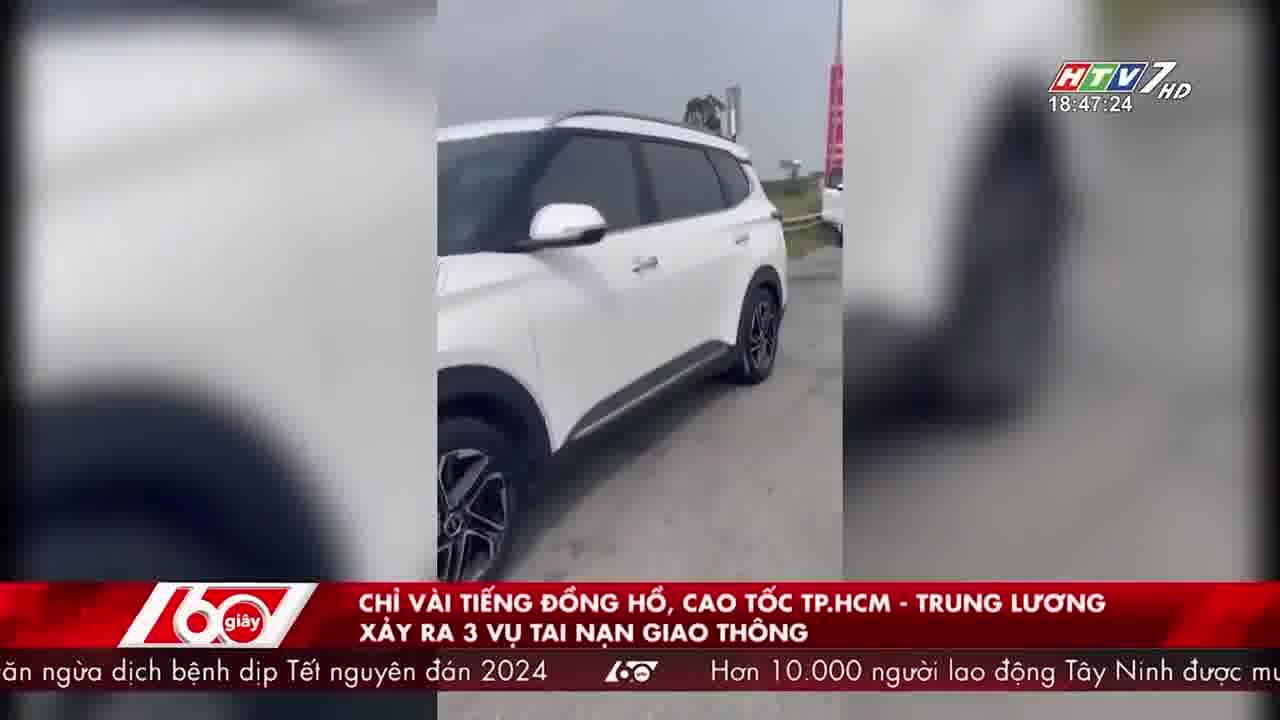 HTV7 HD
18:47:24
60 giây
CHỈ VÀI TIẾNG ĐỒNG HỒ, CAO TỐC TP.HCM - TRUNG LƯƠNG
XẢY RA 3 VỤ TAI NẠN GIAO THÔNG
ăn ngừa dịch bệnh dịp Tết nguyên đán 2024 60 giây Hơn 10.000 người lao động Tây Ninh được